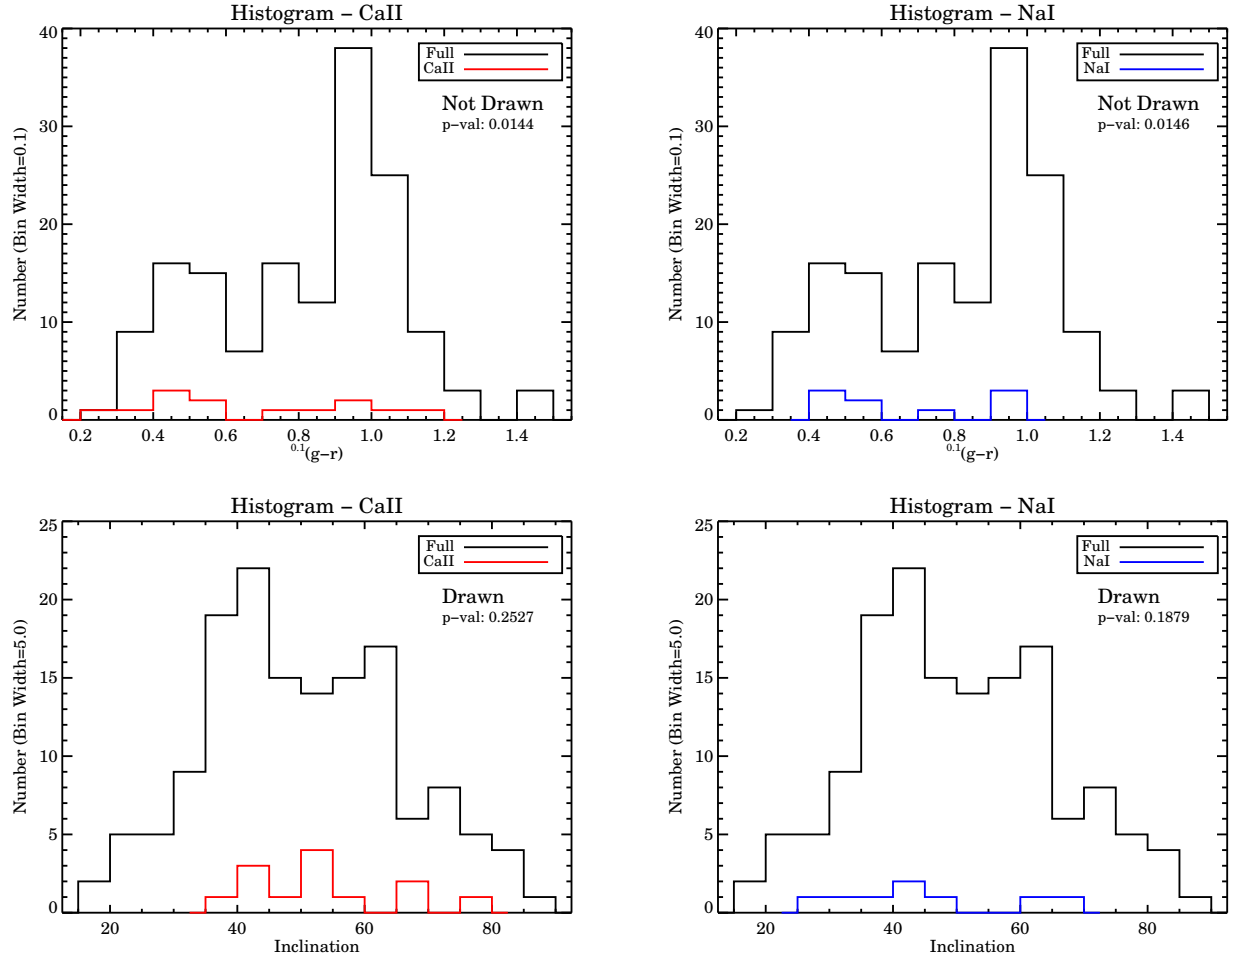 Histogram – CaII
40
30
20
10
0
Number (Bin Width=0.1)
Full
CaII
Not Drawn
p–val: 0.0144
0.2 0.4 0.6 0.8 1.0 1.2 1.4
0.1(g–r)
Histogram – NaI
40
30
20
10
0
Number (Bin Width=0.1)
Full
NaI
Not Drawn
p–val: 0.0146
0.2 0.4 0.6 0.8 1.0 1.2 1.4
0.1(g–r)
Histogram – CaII
25
20
15
10
5
0
Number (Bin Width=5.0)
Full
CaII
Drawn
p–val: 0.2527
20 40 60 80
Inclination
Histogram – NaI
25
20
15
10
5
0
Number (Bin Width=5.0)
Full
NaI
Drawn
p–val: 0.1879
20 40 60 80
Inclination